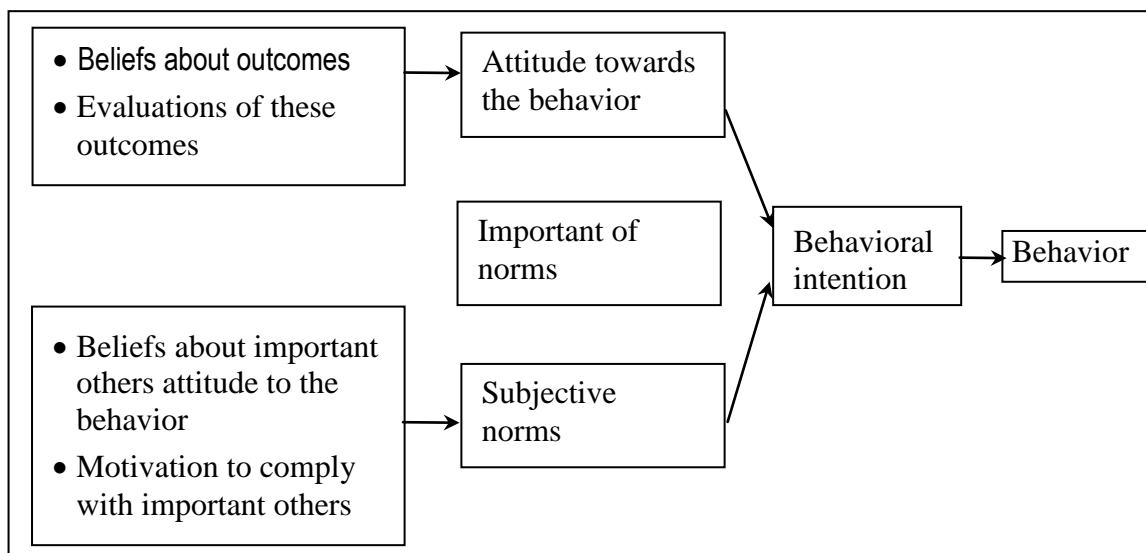 • Beliefs about outcomes
• Evaluations of these
outcomes
Attitude towards
the behavior
Important of
norms
Behavioral
intention
Behavior
• Beliefs about important
others attitude to the
behavior
• Motivation to comply
with important others
Subjective
norms